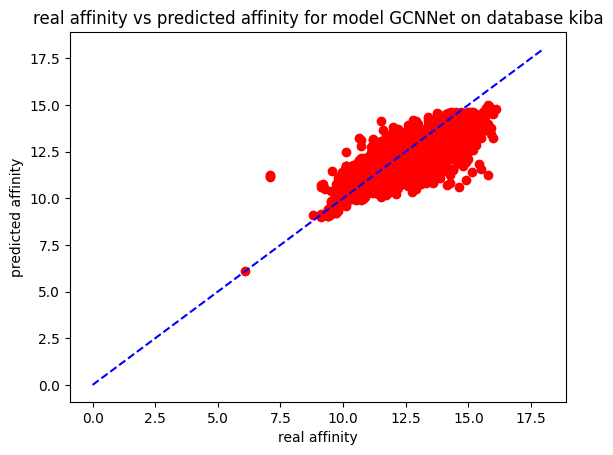 real affinity vs predicted affinity for model GCNNet on database kiba
17.5
15.0
12.5
10.0
7.5
5.0
2.5
0.0
predicted affinity
0.0 2.5 5.0 7.5 10.0 12.5 15.0 17.5
real affinity